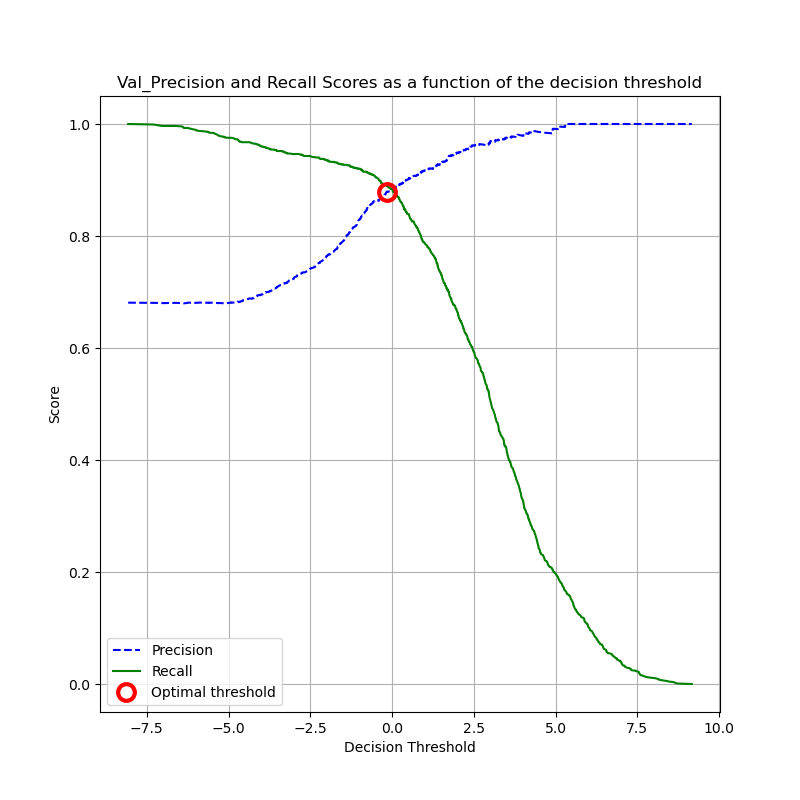 Val_Precision and Recall Scores as a function of the decision threshold
1.0
0.8
0.6
0.4
0.2
0.0
Score
Precision
Recall
Optimal threshold
−7.5 −5.0 −2.5 0.0 2.5 5.0 7.5 10.0
Decision Threshold